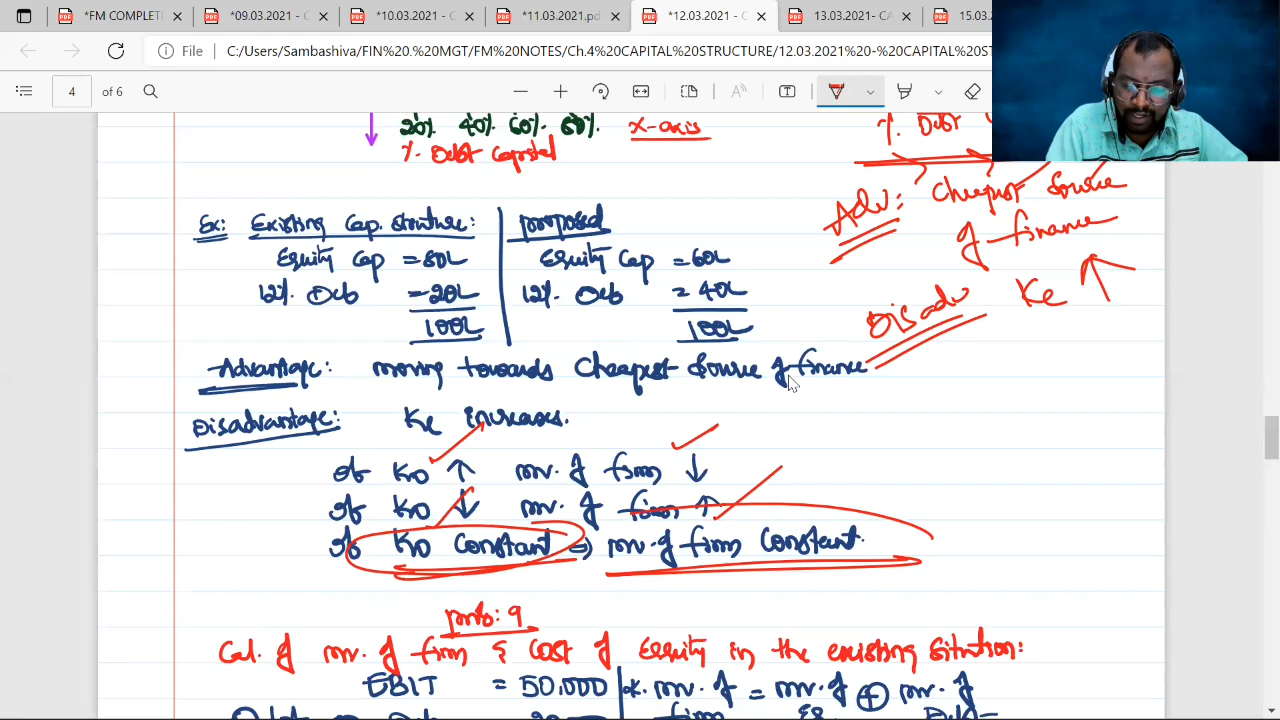 *FM COMPLETE
*09.03.2021 - C
*10.03.2021 - C
*11.03.2021.pd
*12.03.2021 - C
13.03.2021- CA
15.03
File C:/Users/Sambashiva/FIN%20.%20MGT/FM%20NOTES/Ch.4%20CAPITAL%20STRUCTURE/12.03.2021%20-%20CAPITAL%20ST
4 of 6
20% 40% 60% 80%. x-axis
% Debt Capital
% Debt
Adv: Cheapest Source
of finance
Disadv Ke ↑
Ex: Existing Cap. structure: proposed
Equity Cap = 80L Equity Cap = 60L
12% Deb = 20L 12% Deb = 40L
100L 100L
Advantage: moving towards Cheapest Source of finance
Disadvantage: Ke Increases.
If Ko ↑ mv. of firm ↓
If Ko ↓ mv. of firm ↑
If Ko Constant ⇒ mv. of firm Constant.
prob: 9
Cal. of mv. of firm & Cost of Equity in the existing situation:
EBIT = 50,000 * mv. of = mv. of ⊕ mv. of
firm